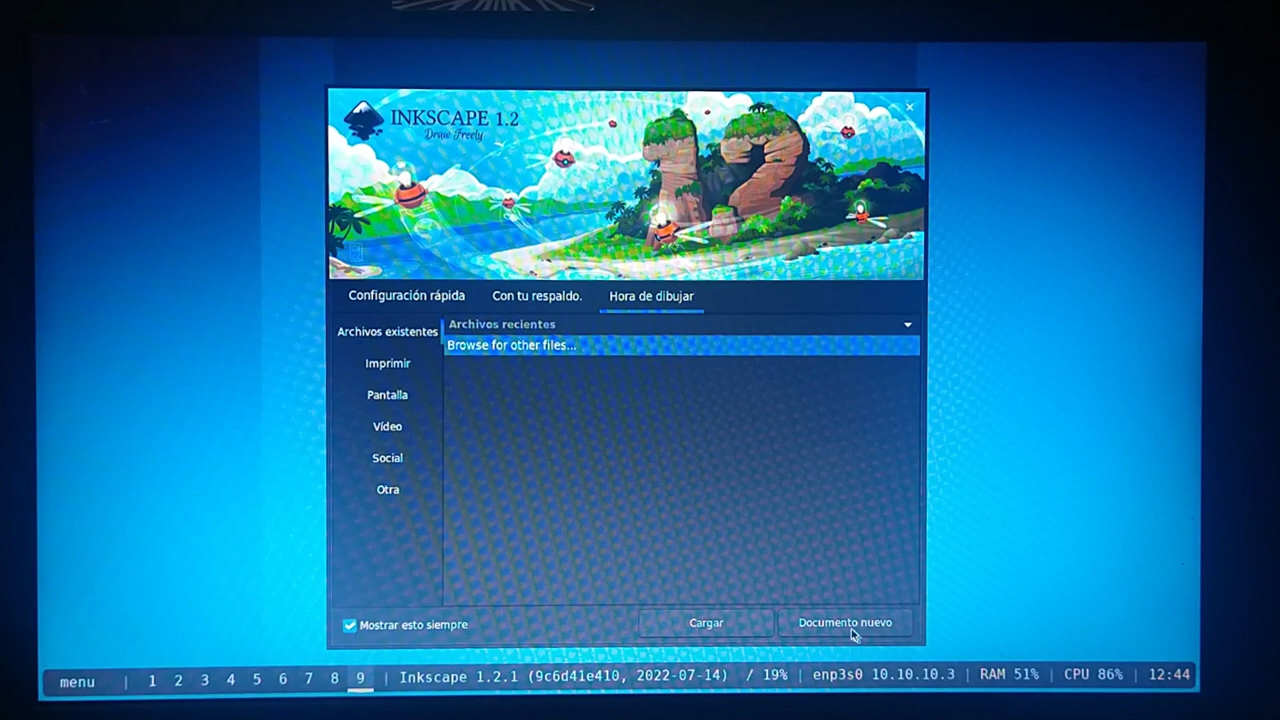 INKSCAPE 1.2
Draw Freely
Configuración rápida Con tu respaldo. Hora de dibujar
Archivos existentes
Imprimir
Pantalla
Vídeo
Social
Otra
Archivos recientes
Browse for other files...
Mostrar esto siempre
Cargar
Documento nuevo
menu | 1 2 3 4 5 6 7 8 9 | Inkscape 1.2.1 (9c6d41e410, 2022-07-14) / 19% | enp3s0 10.10.10.3 | RAM 51% | CPU 86% | 12:44